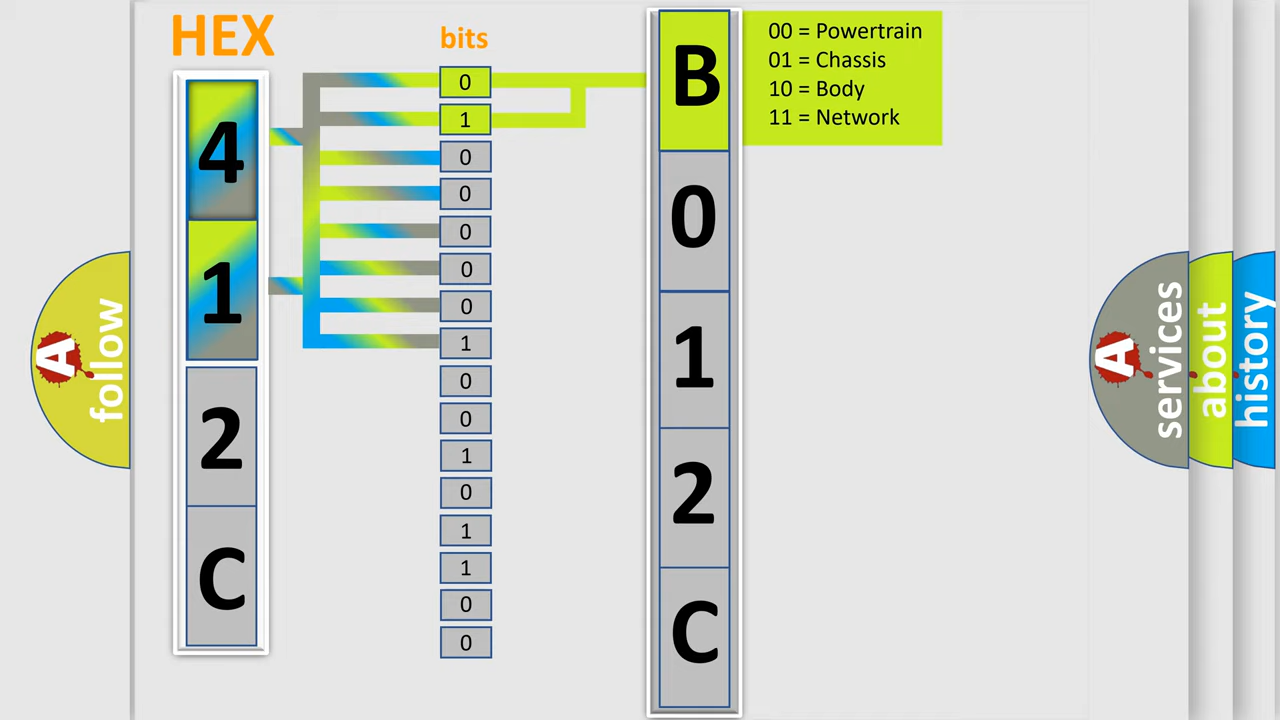 HEX
bits
4
1
2
C
0
1
0
0
0
0
0
1
0
0
1
0
1
1
0
0
B
0
1
2
C
00 = Powertrain
01 = Chassis
10 = Body
11 = Network
A follow
A services
about
history